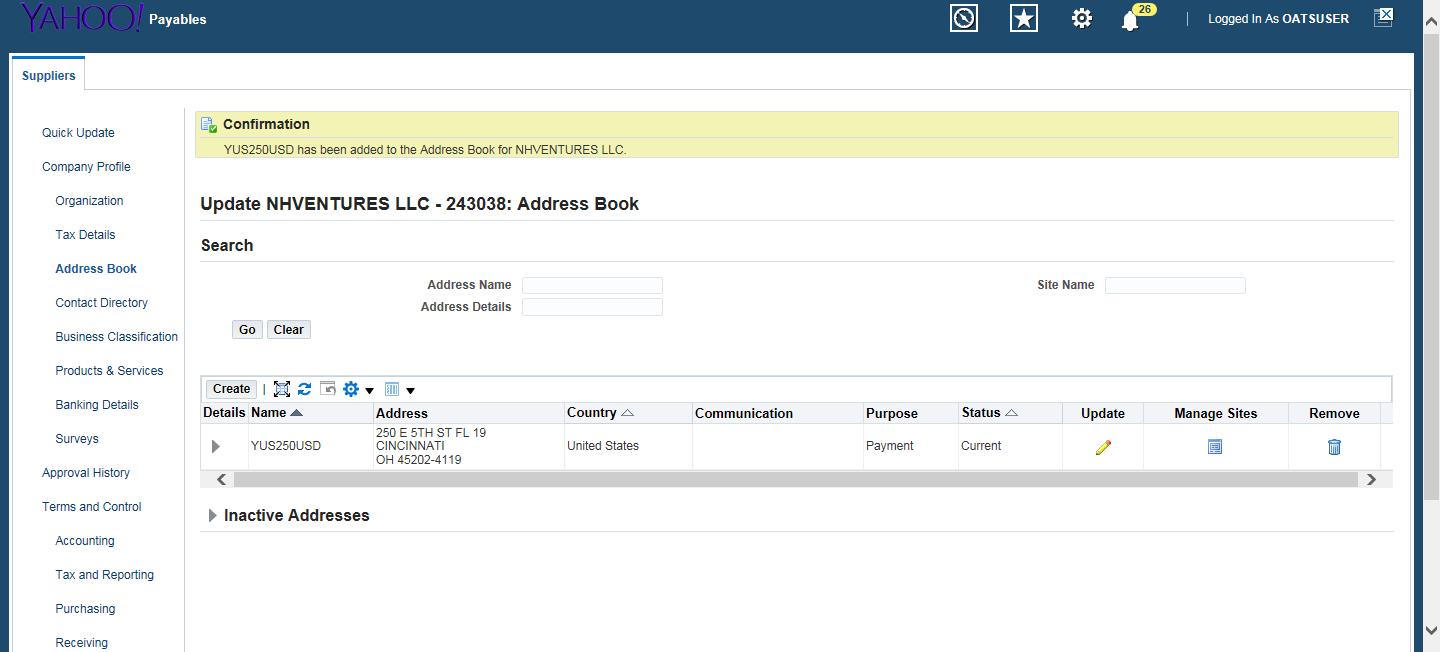 YAHOO! Payables
26
Logged In As OATSUSER
Suppliers
Quick Update
Company Profile
Organization
Tax Details
Address Book
Contact Directory
Business Classification
Products & Services
Banking Details
Surveys
Approval History
Terms and Control
Accounting
Tax and Reporting
Purchasing
Receiving
Confirmation
YUS250USD has been added to the Address Book for NHVENTURES LLC.
Update NHVENTURES LLC - 243038: Address Book
Search
Address Name
Site Name
Address Details
Go Clear
Create |
Details Name Address Country Communication Purpose Status Update Manage Sites Remove
YUS250USD 250 E 5TH ST FL 19 United States Payment Current
CINCINNATI
OH 45202-4119
Inactive Addresses